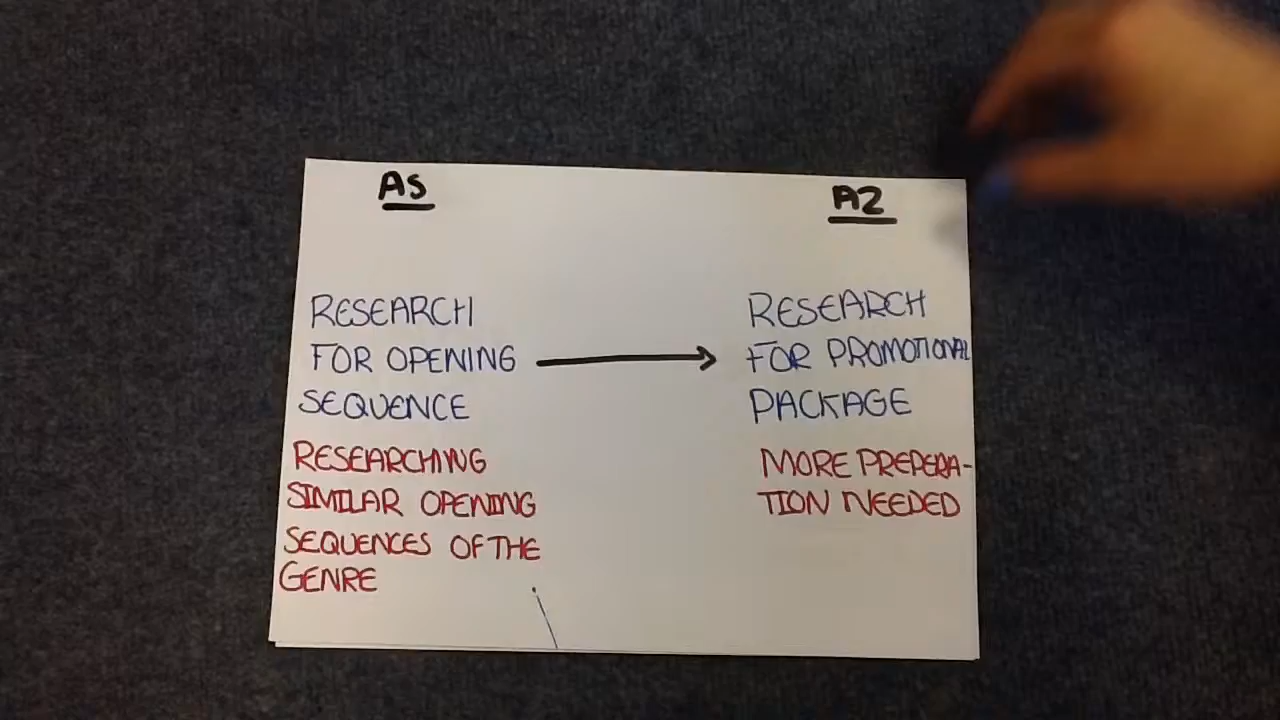 AS
A2
RESEARCH
FOR OPENING
SEQUENCE
RESEARCHING
SIMILAR OPENING
SEQUENCES OF THE
GENRE
RESEARCH
FOR PROMOTIONAL
PACKAGE
MORE PREPERA-
TION NEEDED